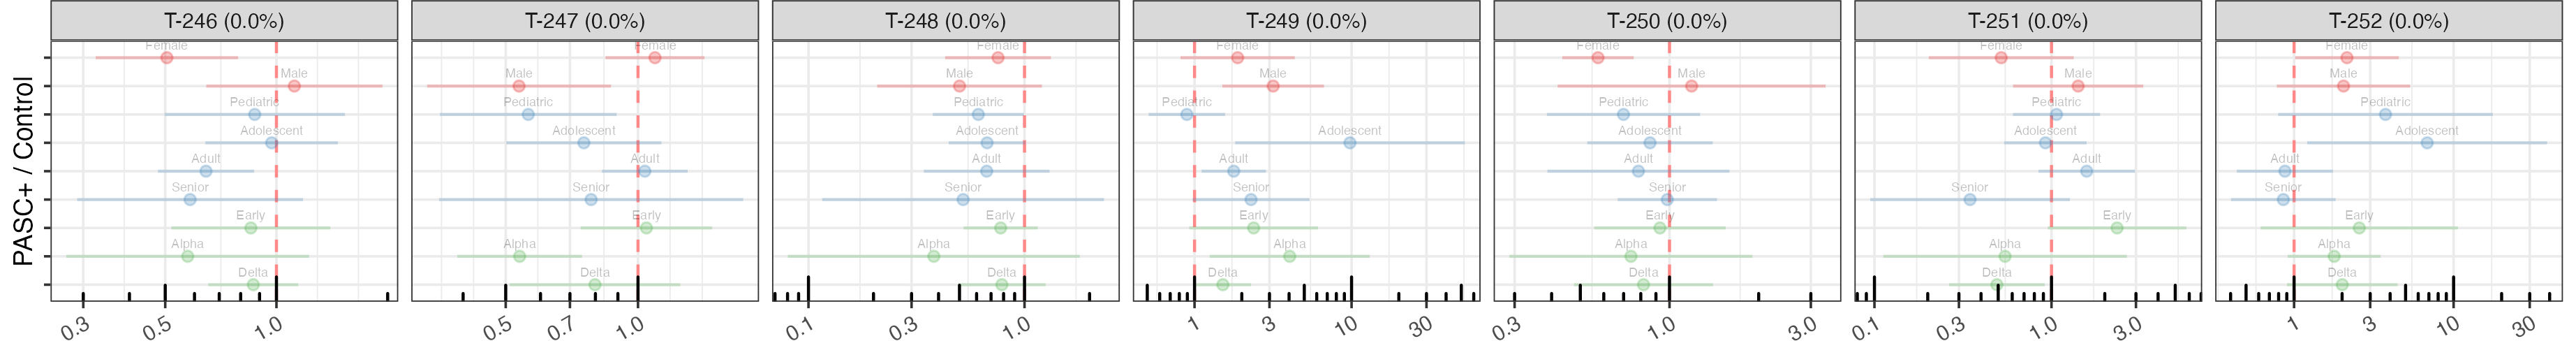 T-246 (0.0%)
T-247 (0.0%)
T-248 (0.0%)
T-249 (0.0%)
T-250 (0.0%)
T-251 (0.0%)
T-252 (0.0%)
PASC+ / Control
Female
Male
Pediatric
Adolescent
Adult
Senior
Early
Alpha
Delta
0.3 0.5 1.0
Female
Male
Pediatric
Adolescent
Adult
Senior
Early
Alpha
Delta
0.5 0.7 1.0
Female
Male
Pediatric
Adolescent
Adult
Senior
Early
Alpha
Delta
0.1 0.3 1.0
Female
Male
Pediatric
Adolescent
Adult
Senior
Early
Alpha
Delta
1 3 10 30
Female
Male
Pediatric
Adolescent
Adult
Senior
Early
Alpha
Delta
0.3 1.0 3.0
Female
Male
Pediatric
Adolescent
Adult
Senior
Early
Alpha
Delta
0.1 0.3 1.0 3.0
Female
Male
Pediatric
Adolescent
Adult
Senior
Early
Alpha
Delta
1 3 10 30